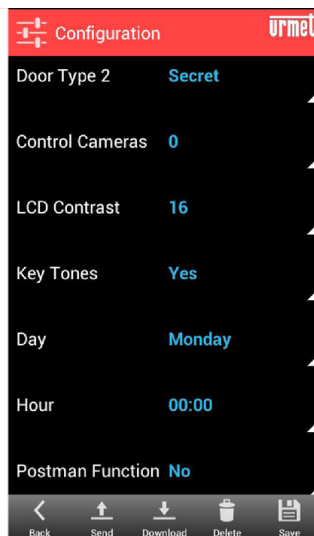 Configuration
urmet
Door Type 2 Secret
Control Cameras 0
LCD Contrast 16
Key Tones Yes
Day Monday
Hour 00:00
Postman Function No
Back Send Download Delete Save